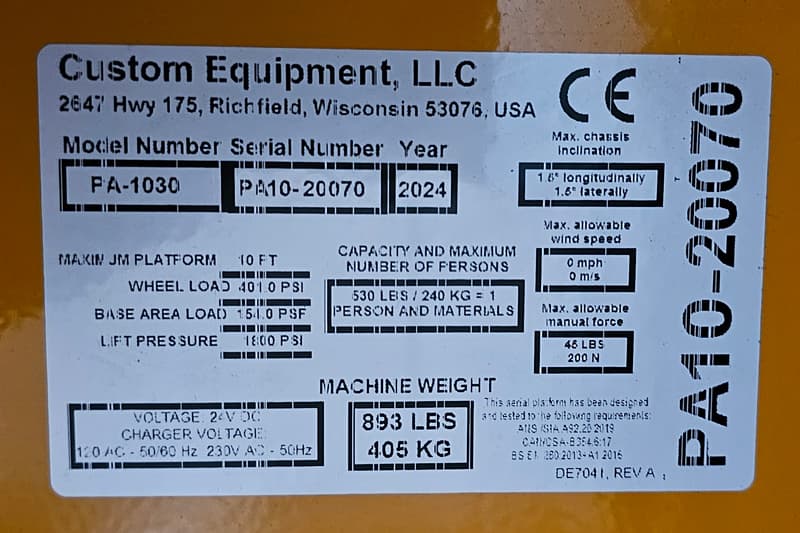 Custom Equipment, LLC
2647 Hwy 175, Richfield, Wisconsin 53076, USA
CE
Model Number Serial Number Year
PA-1030 PA10-20070 2024
Max. chassis
inclination
1.5° longitudinally
1.5° laterally
MAXIMUM PLATFORM 10 FT
WHEEL LOAD 401.0 PSI
BASE AREA LOAD 154.0 PSF
LIFT PRESSURE 1800 PSI
CAPACITY AND MAXIMUM
NUMBER OF PERSONS
530 LBS / 240 KG = 1
PERSON AND MATERIALS
Max. allowable
wind speed
0 mph
0 m/s
Max. allowable
manual force
45 LBS
200 N
MACHINE WEIGHT
893 LBS
405 KG
VOLTAGE: 24V DC
CHARGER VOLTAGE:
120 AC - 50/60 Hz 230V AC - 50Hz
This aerial platform has been designed
and tested to the following requirements:
A92.20
DE7041, REV A
PA10-20070